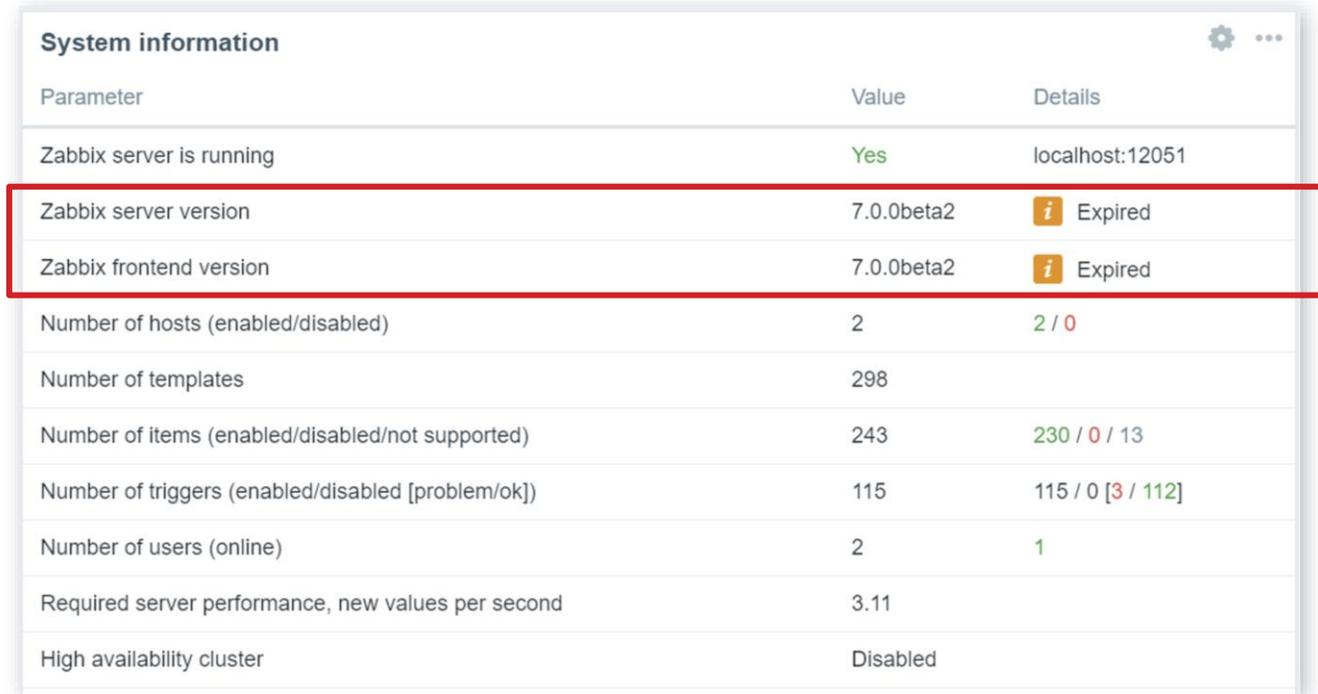 System information
Parameter Value Details
Zabbix server is running Yes localhost:12051
Zabbix server version 7.0.0beta2 i Expired
Zabbix frontend version 7.0.0beta2 i Expired
Number of hosts (enabled/disabled) 2 2 / 0
Number of templates 298
Number of items (enabled/disabled/not supported) 243 230 / 0 / 13
Number of triggers (enabled/disabled [problem/ok]) 115 115 / 0 [3 / 112]
Number of users (online) 2 1
Required server performance, new values per second 3.11
High availability cluster Disabled